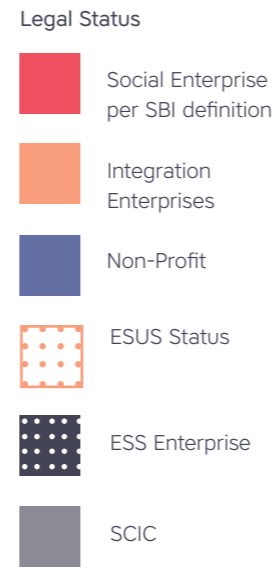 Legal Status
Social Enterprise
per SBI definition
Integration
Enterprises
Non-Profit
ESUS Status
ESS Enterprise
SCIC